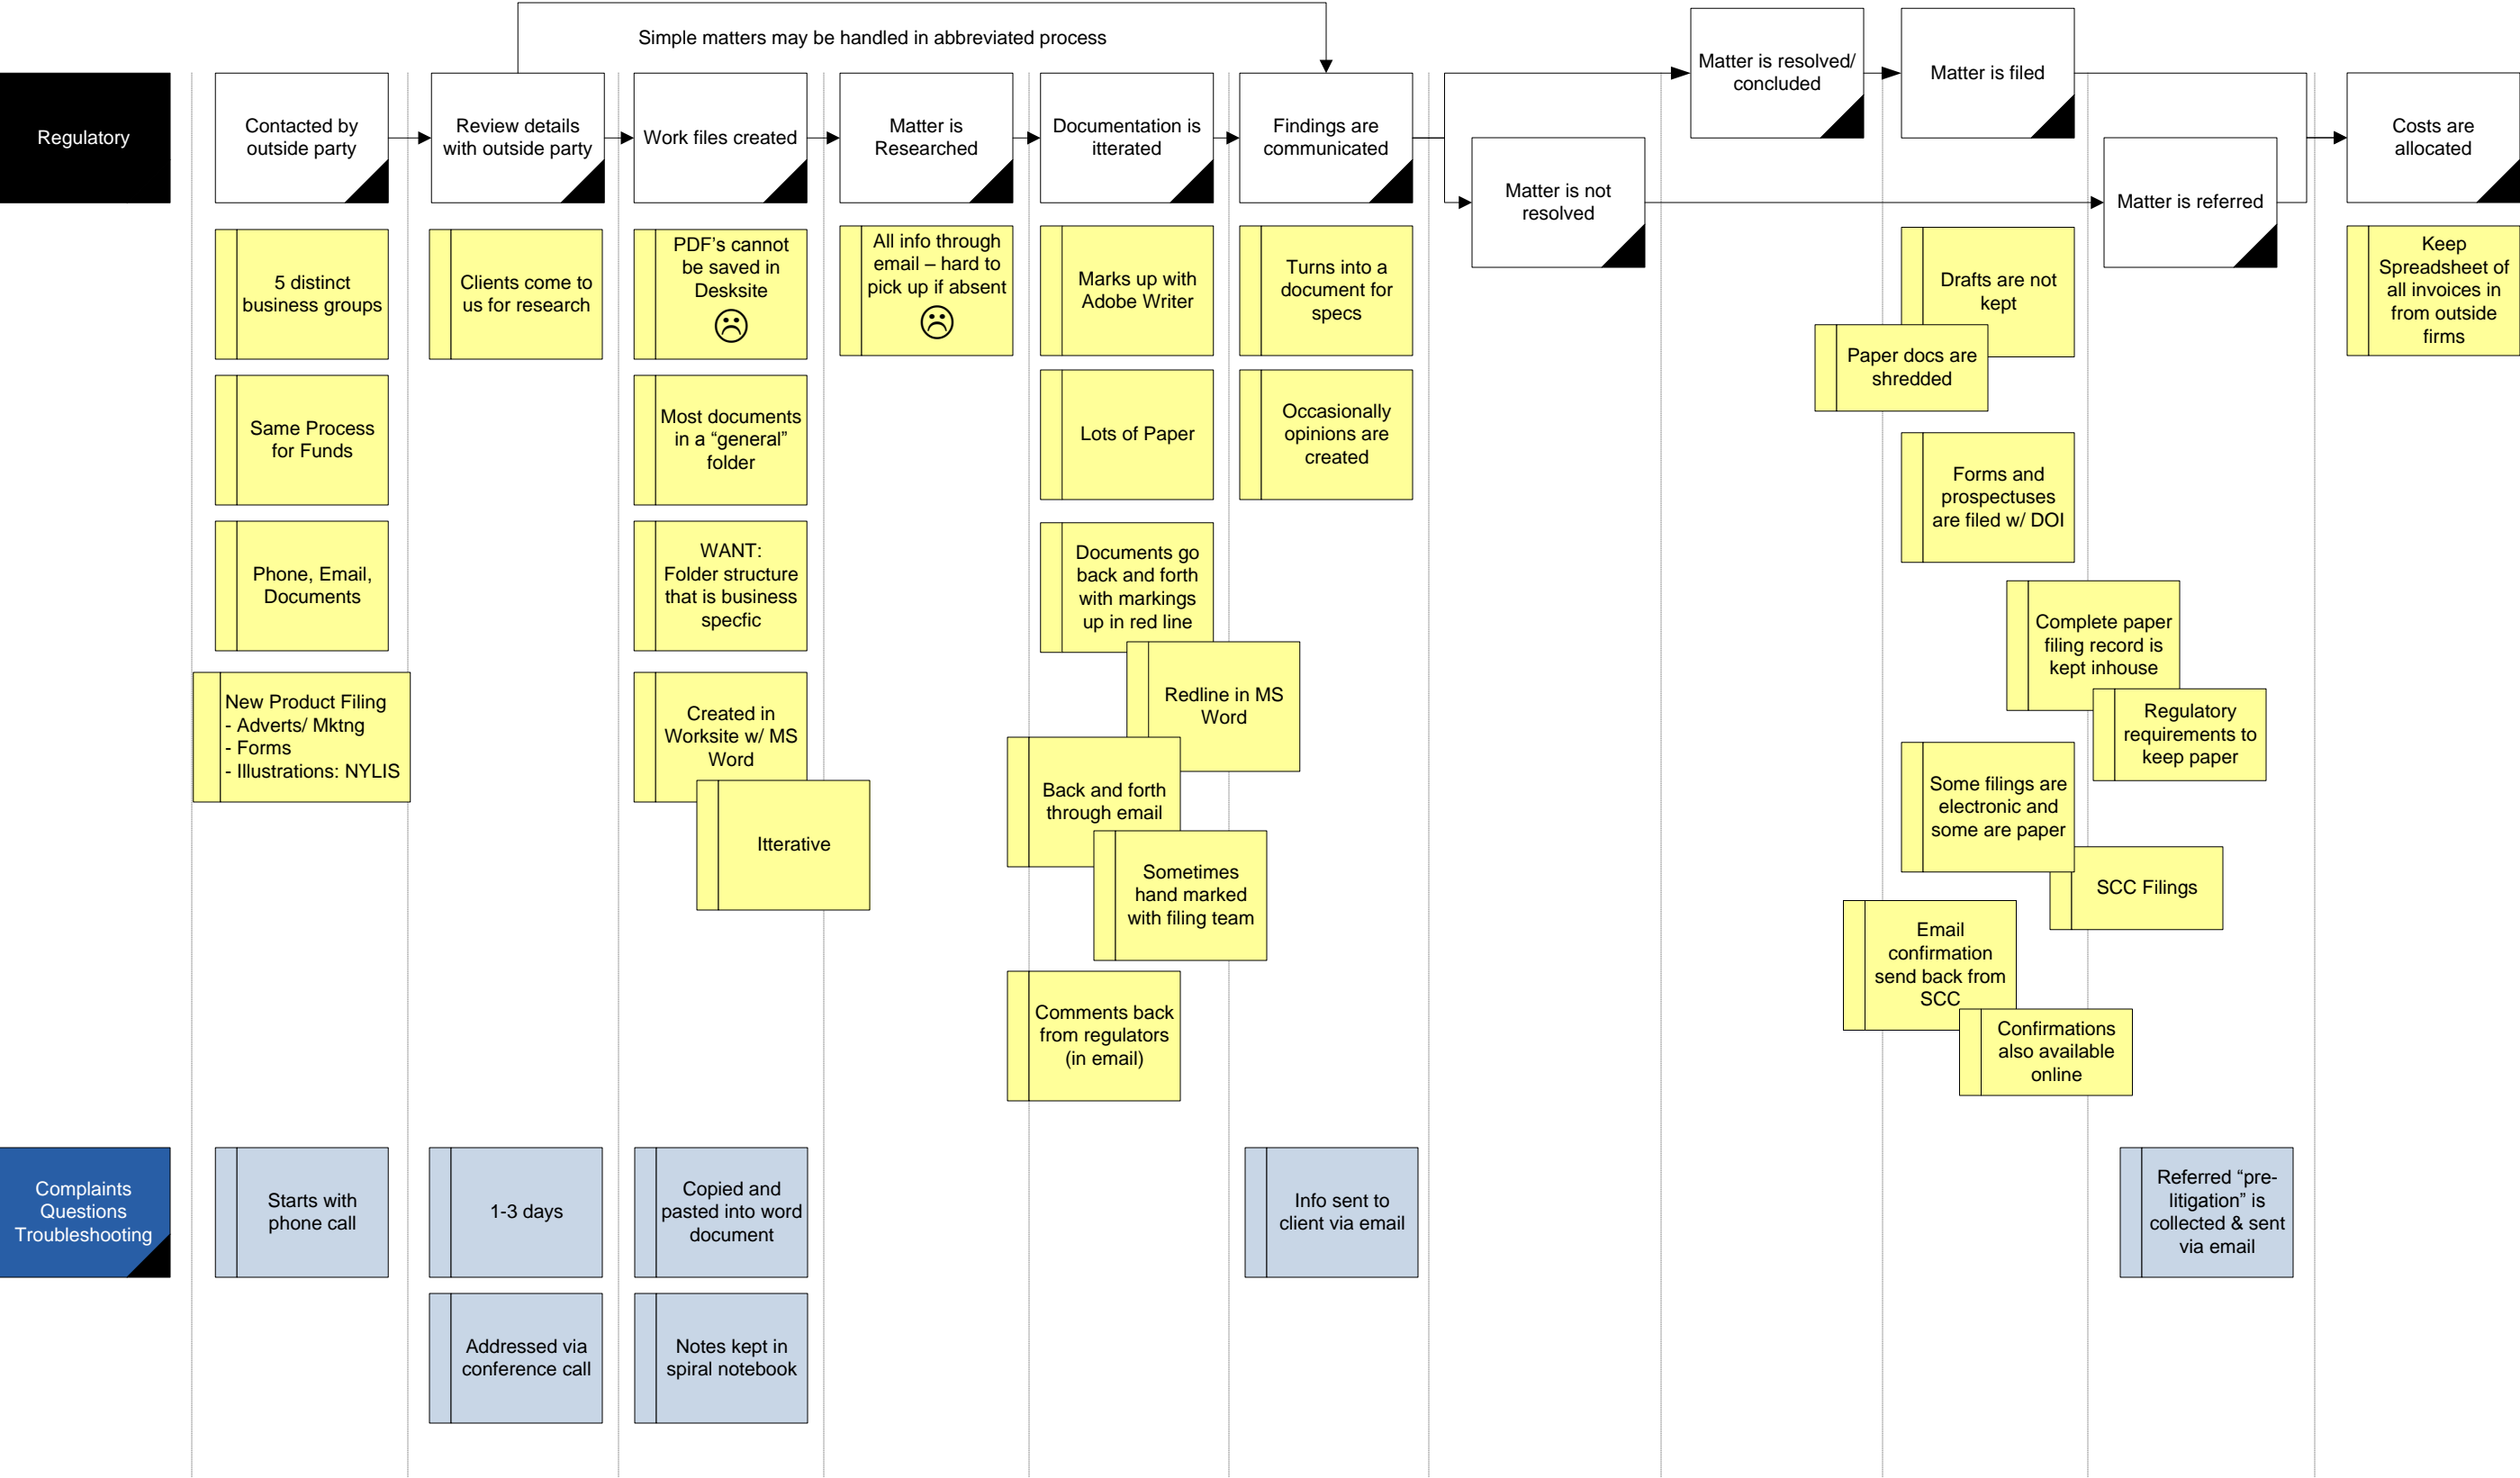 Simple matters may be handled in abbreviated process
Regulatory
Contacted by
outside party
Review details
with outside party
Work files created
Matter is
Researched
Documentation is
itterated
Findings are
communicated
Matter is not
resolved
Matter is resolved/
concluded
Matter is filed
Matter is referred
Costs are
allocated
5 distinct
business groups
Same Process
for Funds
Phone, Email,
Documents
New Product Filing
- Adverts/ Mktng
- Forms
- Illustrations: NYLIS
Clients come to
us for research
PDF's cannot
be saved in
Desksite
Most documents
in a “general”
folder
WANT:
Folder structure
that is business
specfic
Created in
Worksite w/ MS
Word
Itterative
All info through
email – hard to
pick up if absent
Marks up with
Adobe Writer
Lots of Paper
Documents go
back and forth
with markings
up in red line
Redline in MS
Word
Back and forth
through email
Sometimes
hand marked
with filing team
Comments back
from regulators
(in email)
Turns into a
document for
specs
Occasionally
opinions are
created
Drafts are not
kept
Paper docs are
shredded
Forms and
prospectuses
are filed w/ DOI
Complete paper
filing record is
kept inhouse
Regulatory
requirements to
keep paper
Some filings are
electronic and
some are paper
SCC Filings
Email
confirmation
send back from
SCC
Confirmations
also available
online
Keep
Spreadsheet of
all invoices in
from outside
firms
Complaints
Questions
Troubleshooting
Starts with
phone call
1-3 days
Addressed via
conference call
Copied and
pasted into word
document
Notes kept in
spiral notebook
Info sent to
client via email
Referred “pre-
litigation” is
collected & sent
via email